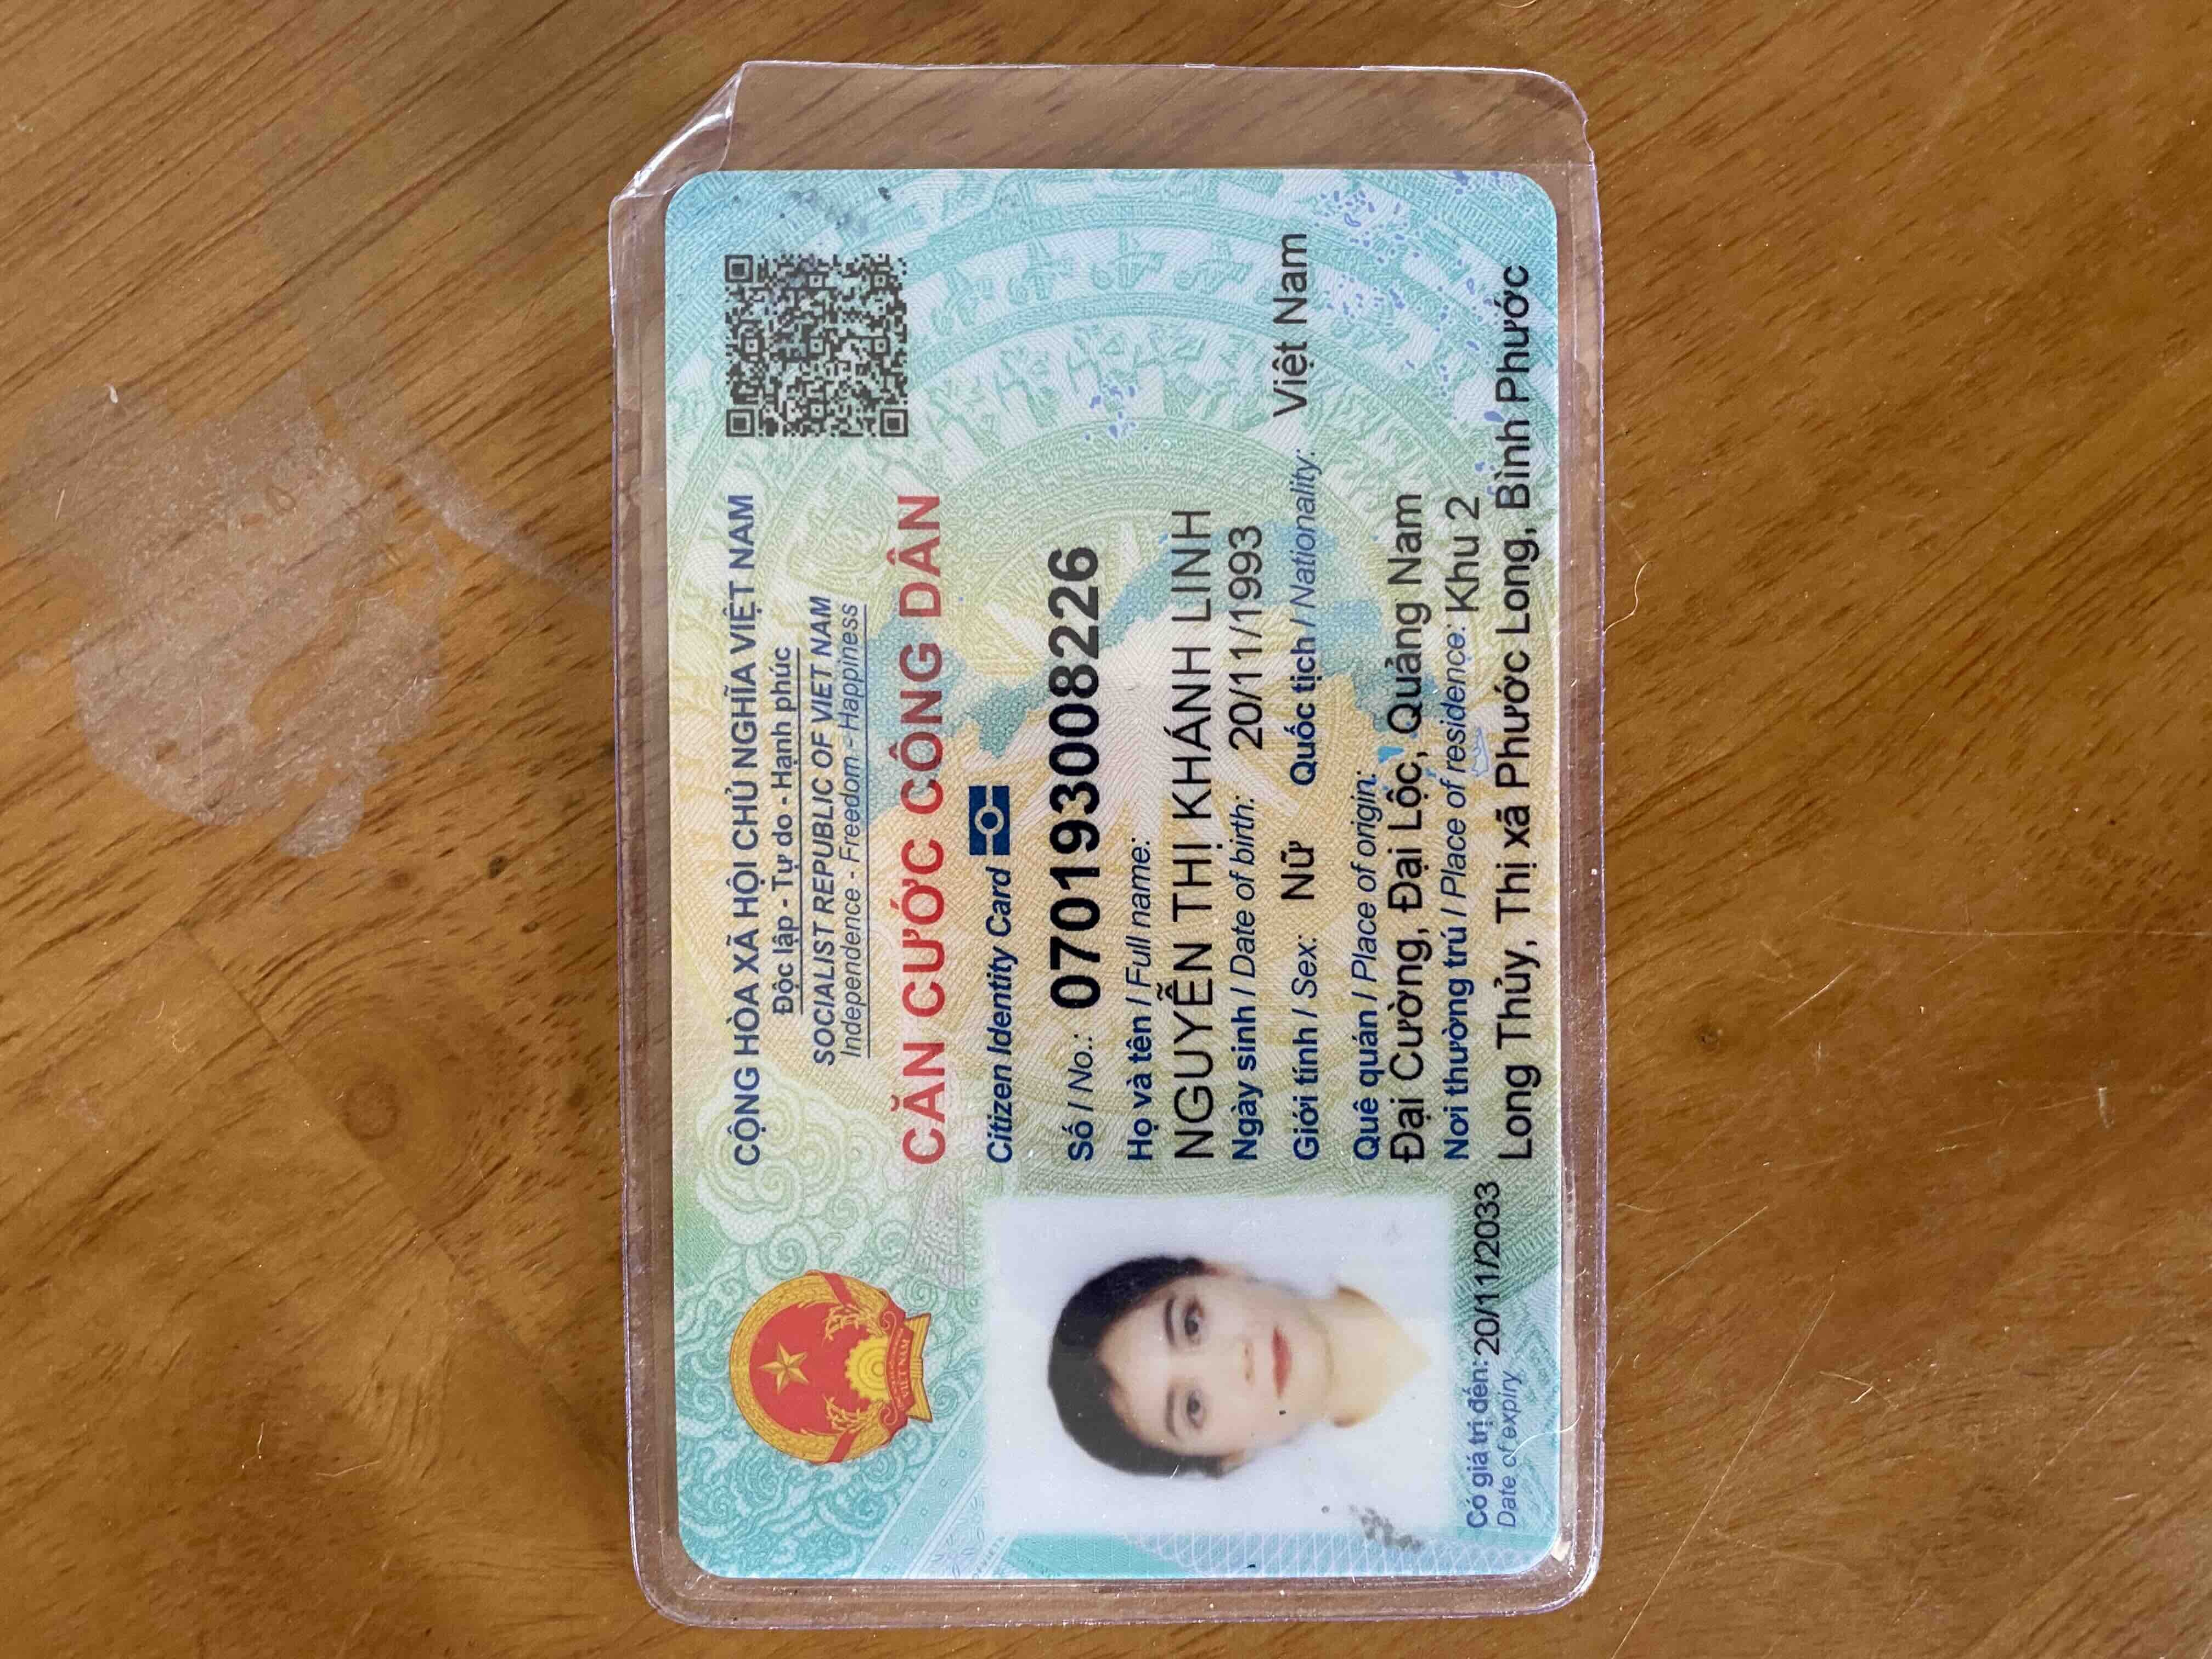 CỘNG HÒA XÃ HỘI CHỦ NGHĨA VIỆT NAM
Độc lập - Tự do - Hạnh phúc
SOCIALIST REPUBLIC OF VIET NAM
Independence - Freedom - Happiness
CĂN CƯỚC CÔNG DÂN
Citizen Identity Card
Số / No.: 070193008226
Họ và tên / Full name:
NGUYỄN THỊ KHÁNH LINH
Ngày sinh / Date of birth: 20/11/1993
Giới tính / Sex: Nữ Quốc tịch / Nationality: Việt Nam
Quê quán / Place of origin:
Đại Cường, Đại Lộc, Quảng Nam
Nơi thường trú / Place of residence: Khu 2
Long Thủy, Thị xã Phước Long, Bình Phước
Có giá trị đến: 20/11/2033
Date of expiry
VIỆT NAM